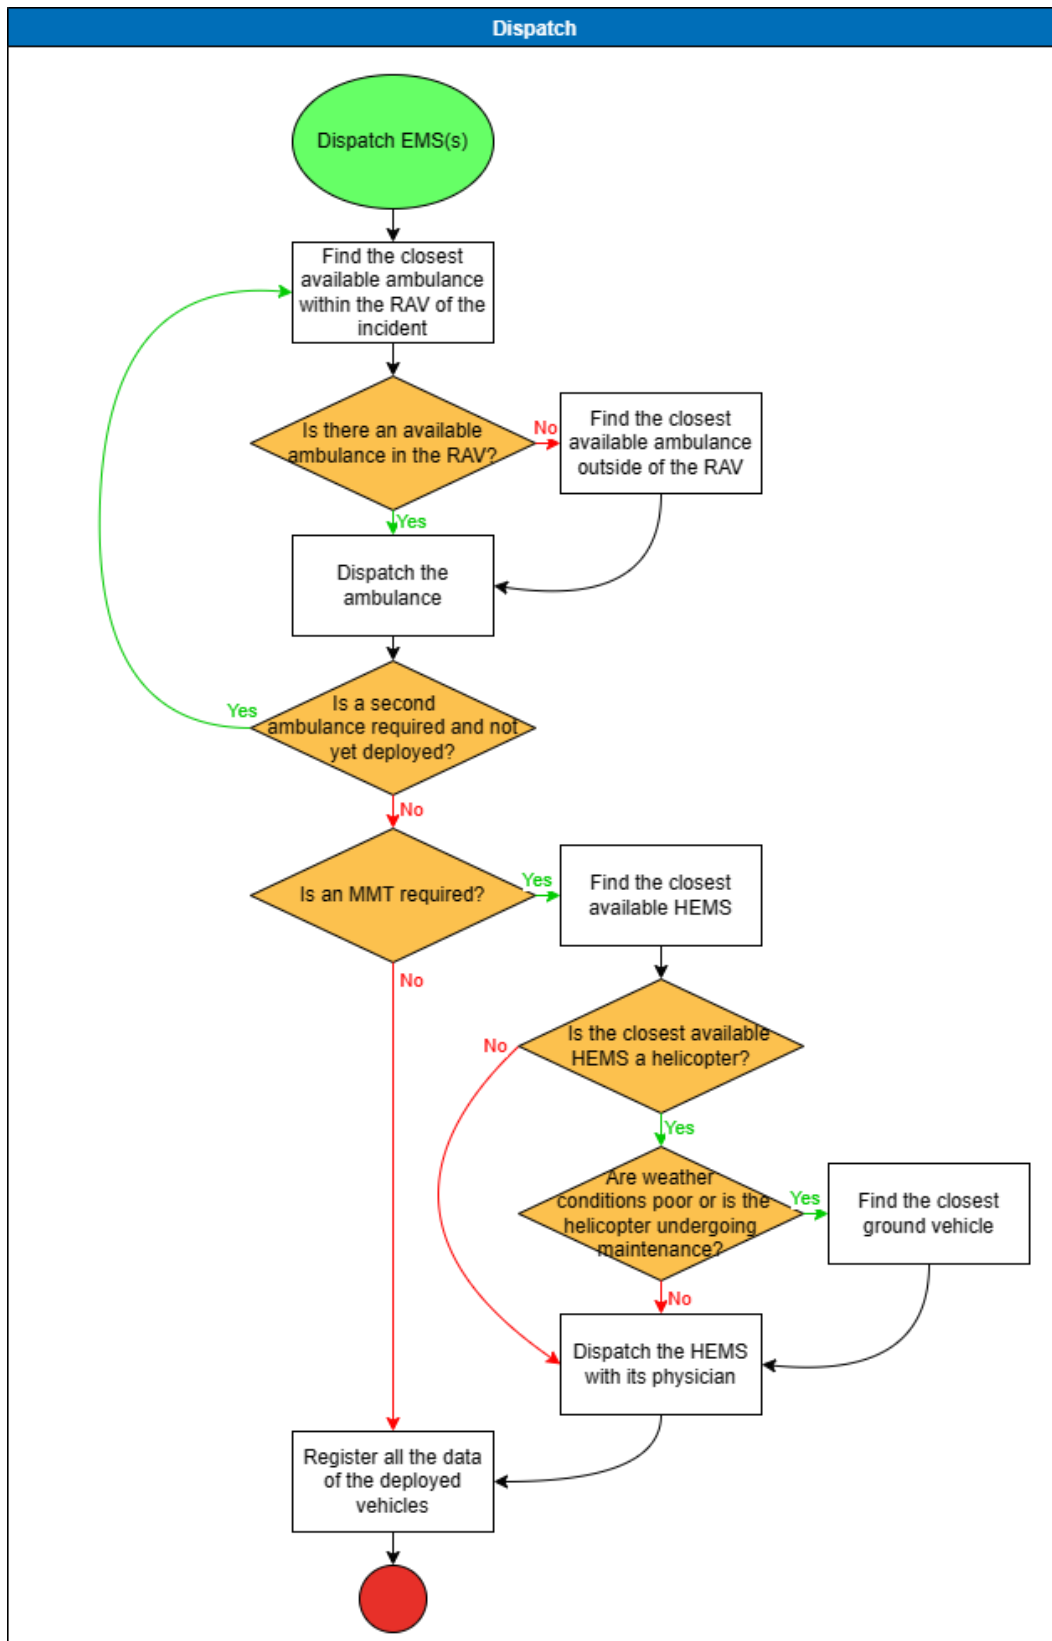 Dispatch
Dispatch EMS(s)
Find the closest
available ambulance
within the RAV of the
incident
Is there an available
ambulance in the RAV?
No
Find the closest
available ambulance
outside of the RAV
Yes
Dispatch the
ambulance
Is a second
ambulance required and not
yet deployed?
Yes
No
Is an MMT required?
Yes
Find the closest
available HEMS
No
Is the closest available
HEMS a helicopter?
No
Yes
Are weather
conditions poor or is the
helicopter undergoing
maintenance?
Yes
Find the closest
ground vehicle
No
Dispatch the HEMS
with its physician
Register all the data
of the deployed
vehicles